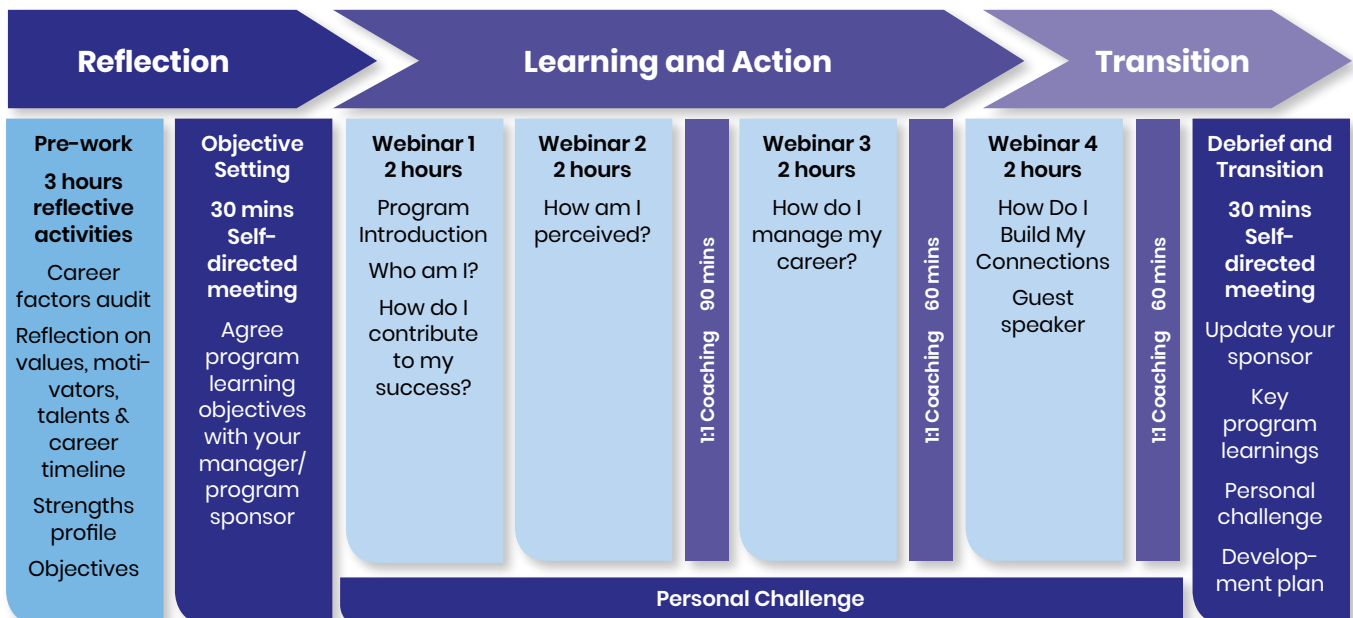 Reflection
Learning and Action
Transition
Pre-work
3 hours
reflective
activities
Career
factors audit
Reflection on
values, moti-
vators,
talents &
career
timeline
Strengths
profile
Objectives
Objective
Setting
30 mins
Self-
directed
meeting
Agree
program
learning
objectives
with your
manager/
program
sponsor
Webinar 1
2 hours
Program
Introduction
Who am I?
How do I
contribute
to my
success?
Webinar 2
2 hours
How am I
perceived?
1:1 Coaching 90 mins
Webinar 3
2 hours
How do I
manage my
career?
1:1 Coaching 60 mins
Webinar 4
2 hours
How Do I
Build My
Connections
Guest
speaker
1:1 Coaching 60 mins
Debrief and
Transition
30 mins
Self-
directed
meeting
Update your
sponsor
Key
program
learnings
Personal
challenge
Develop-
ment plan
Personal Challenge